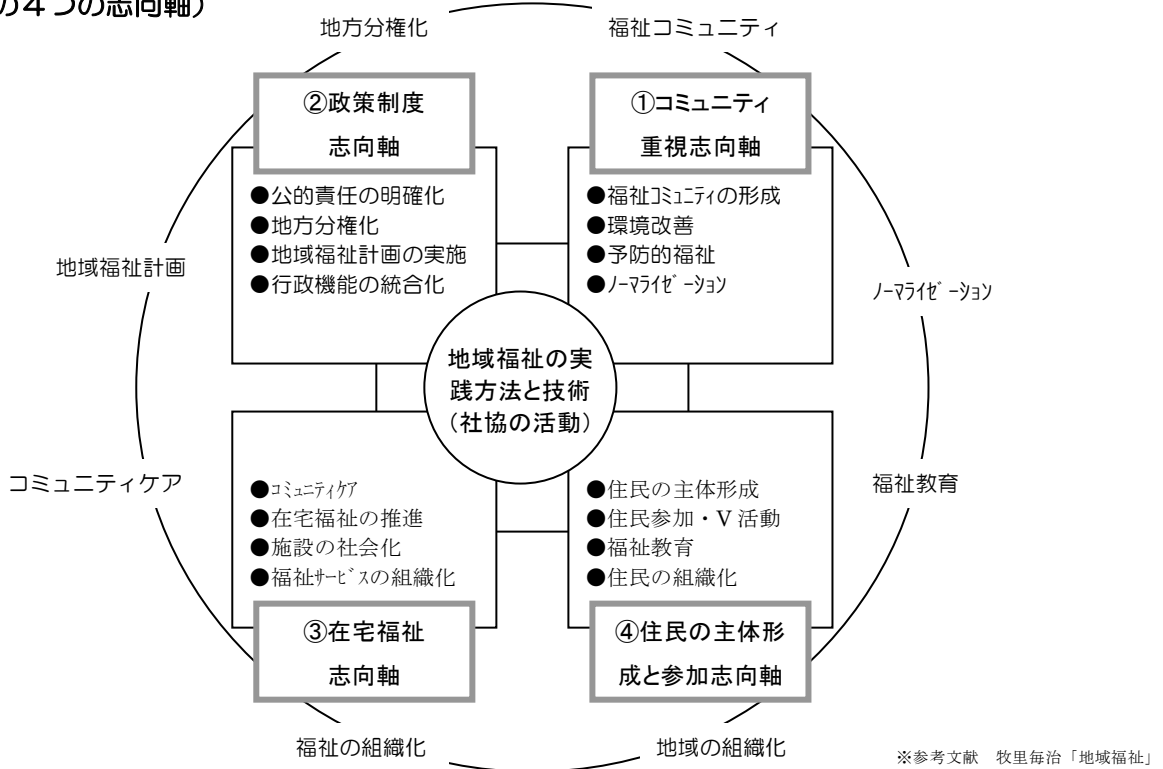 の４つの志向軸）
地方分権化
福祉コミュニティ
②政策制度
志向軸
①コミュニティ
重視志向軸
●公的責任の明確化
●地方分権化
●地域福祉計画の実施
●行政機能の統合化
●福祉ｺﾐｭﾆﾃｨの形成
●環境改善
●予防的福祉
●ﾉｰﾏﾗｲｾﾞｰｼｮﾝ
地域福祉計画
ﾉｰﾏﾗｲｾﾞｰｼｮﾝ
地域福祉の実
践方法と技術
（社協の活動）
コミュニティケア
福祉教育
●ｺﾐｭﾆﾃｨｹｱ
●在宅福祉の推進
●施設の社会化
●福祉ｻｰﾋﾞｽの組織化
●住民の主体形成
●住民参加・Ｖ活動
●福祉教育
●住民の組織化
③在宅福祉
志向軸
④住民の主体形
成と参加志向軸
福祉の組織化
地域の組織化
※参考文献　牧里毎治「地域福祉」